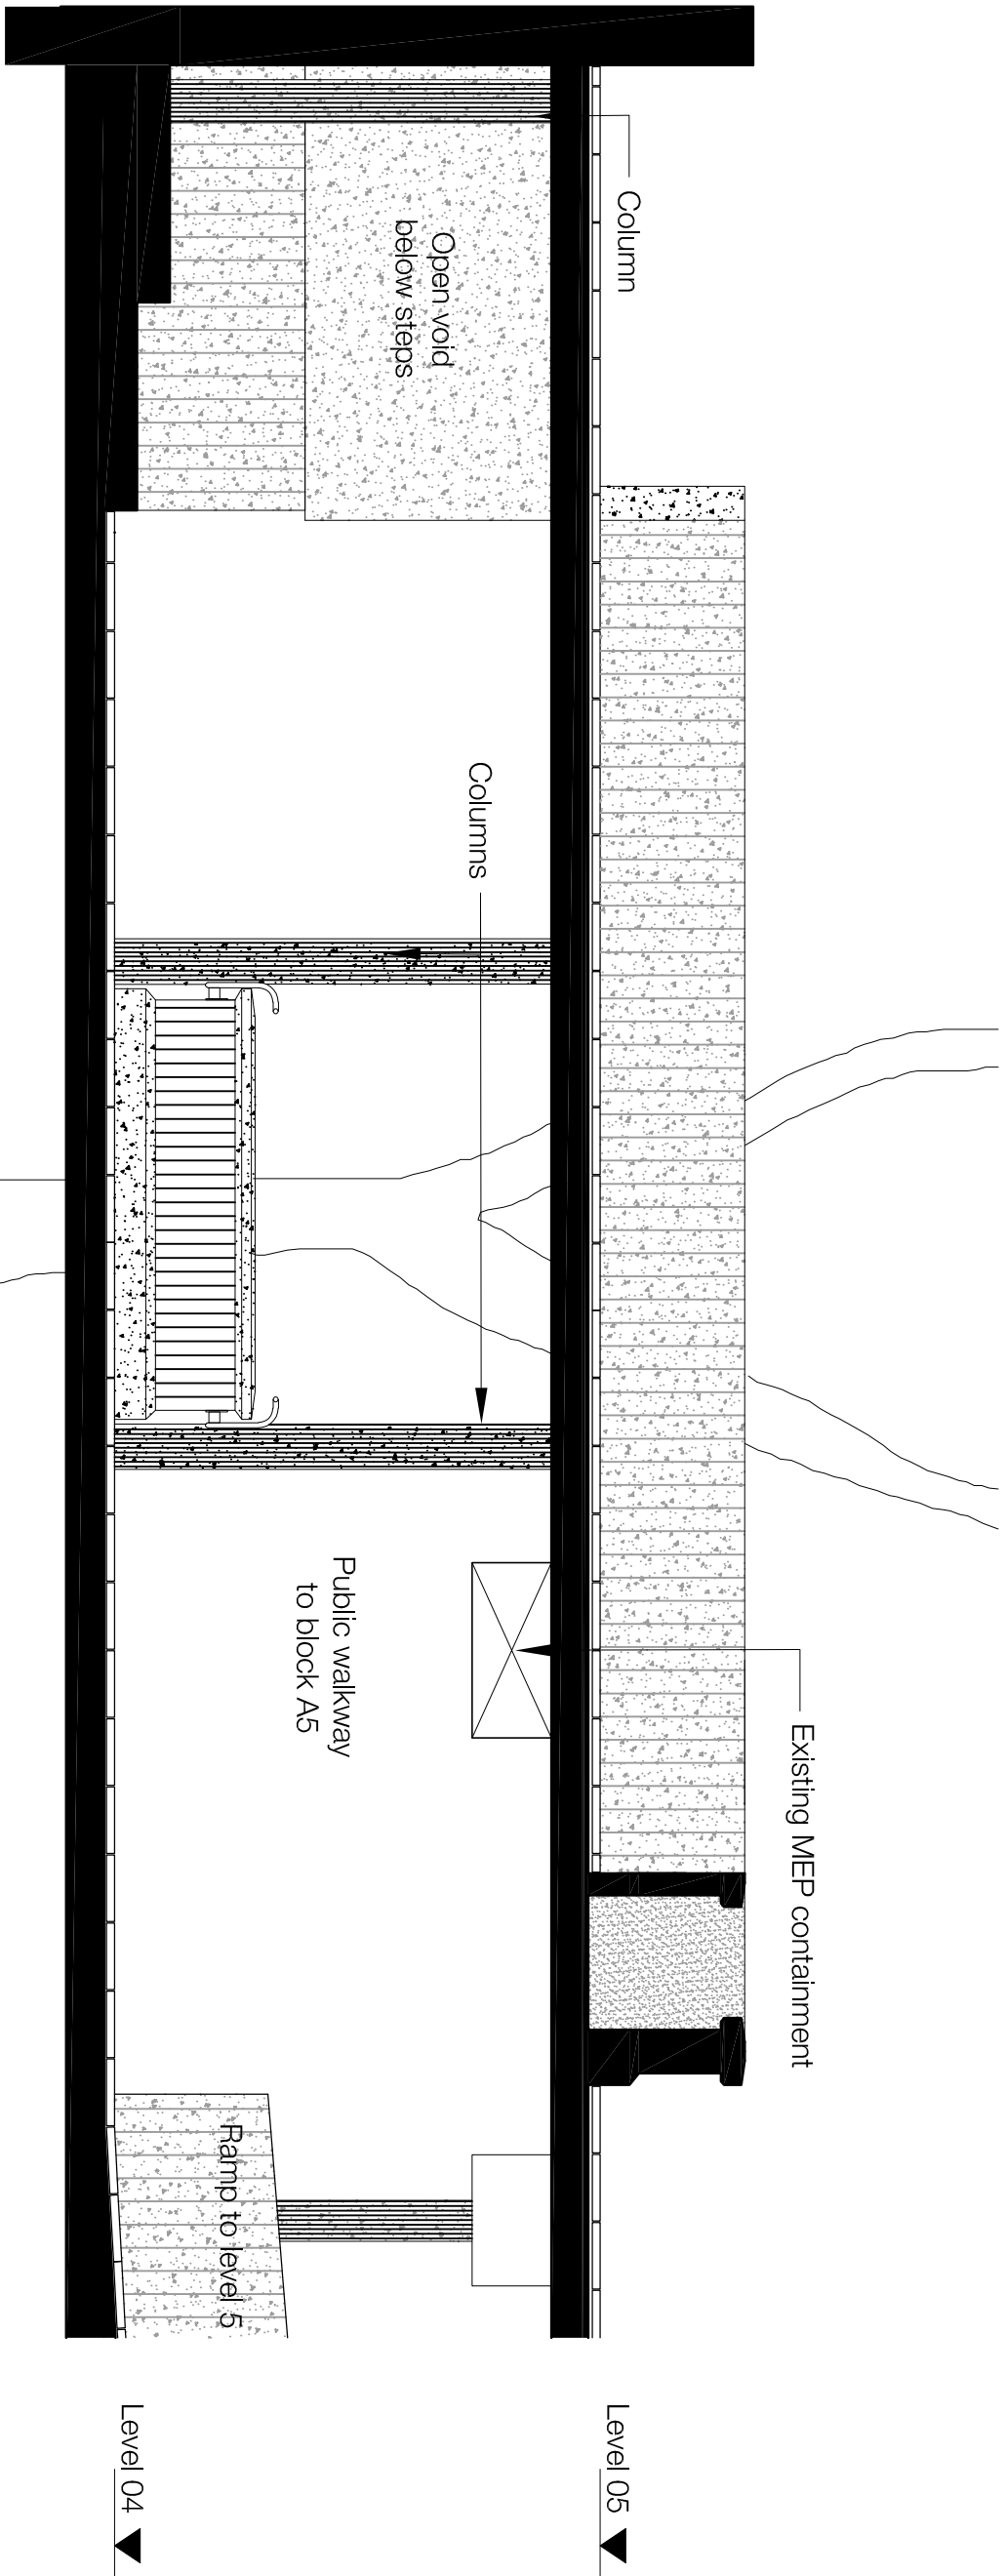 Column
Open void
below steps
Columns
Existing MEP containment
Public walkway
to block A5
Ramp to level 5
Level 05
Level 04